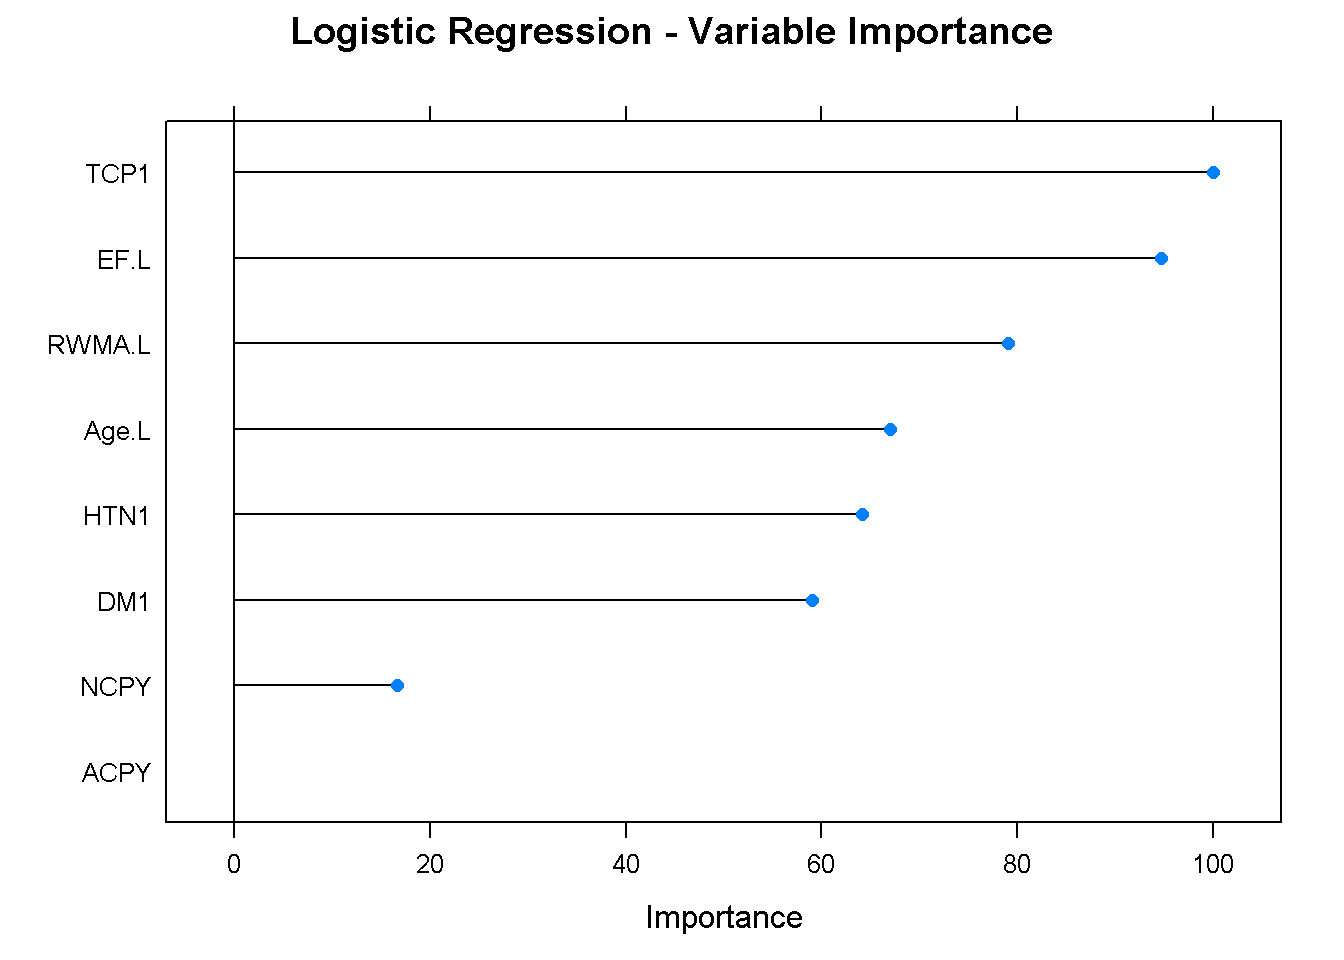 Logistic Regression - Variable Importance
TCP1
EF.L
RWMA.L
Age.L
HTN1
DM1
NCPY
ACPY
0 20 40 60 80 100
Importance